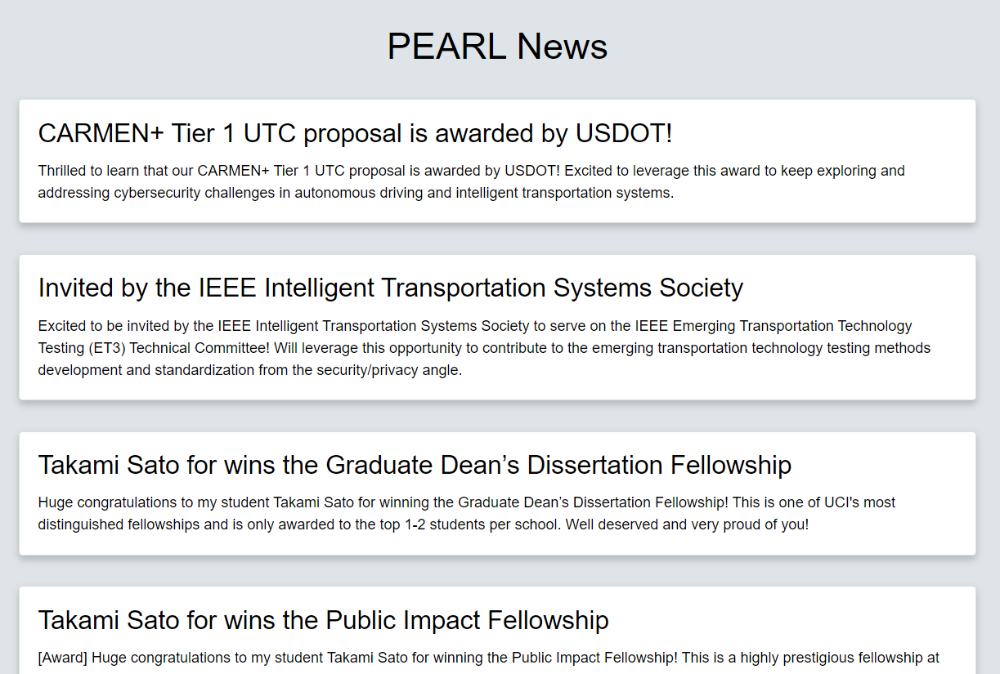 PEARL News
CARMEN+ Tier 1 UTC proposal is awarded by USDOT!
Thrilled to learn that our CARMEN+ Tier 1 UTC proposal is awarded by USDOT! Excited to leverage this award to keep exploring and
addressing cybersecurity challenges in autonomous driving and intelligent transportation systems.
Invited by the IEEE Intelligent Transportation Systems Society
Excited to be invited by the IEEE Intelligent Transportation Systems Society to serve on the IEEE Emerging Transportation Technology
Testing (ET3) Technical Committee! Will leverage this opportunity to contribute to the emerging transportation technology testing methods
development and standardization from the security/privacy angle.
Takami Sato for wins the Graduate Dean’s Dissertation Fellowship
Huge congratulations to my student Takami Sato for winning the Graduate Dean’s Dissertation Fellowship! This is one of UCI's most
distinguished fellowships and is only awarded to the top 1-2 students per school. Well deserved and very proud of you!
Takami Sato for wins the Public Impact Fellowship
[Award] Huge congratulations to my student Takami Sato for winning the Public Impact Fellowship! This is a highly prestigious fellowship at